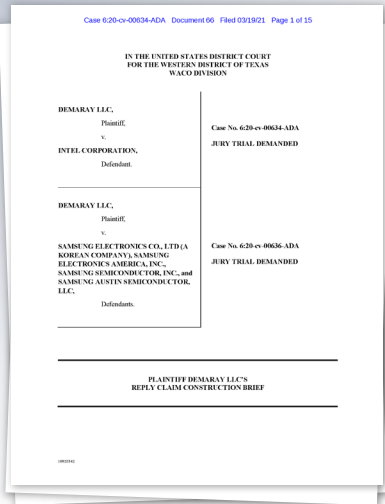 Case 6:20-cv-00634-ADA Document 66 Filed 03/19/21 Page 1 of 15
IN THE UNITED STATES DISTRICT COURT
FOR THE WESTERN DISTRICT OF TEXAS
WACO DIVISION
DEMARAY LLC,
Plaintiff,
v.
INTEL CORPORATION,
Defendant.
Case No. 6:20-cv-00634-ADA
JURY TRIAL DEMANDED
DEMARAY LLC,
Plaintiff,
v.
SAMSUNG ELECTRONICS CO., LTD (A
KOREAN COMPANY), SAMSUNG
ELECTRONICS AMERICA, INC.,
SAMSUNG SEMICONDUCTOR, INC., and
SAMSUNG AUSTIN SEMICONDUCTOR,
LLC,
Defendants.
Case No. 6:20-cv-00636-ADA
JURY TRIAL DEMANDED
PLAINTIFF DEMARAY LLC'S
REPLY CLAIM CONSTRUCTION BRIEF